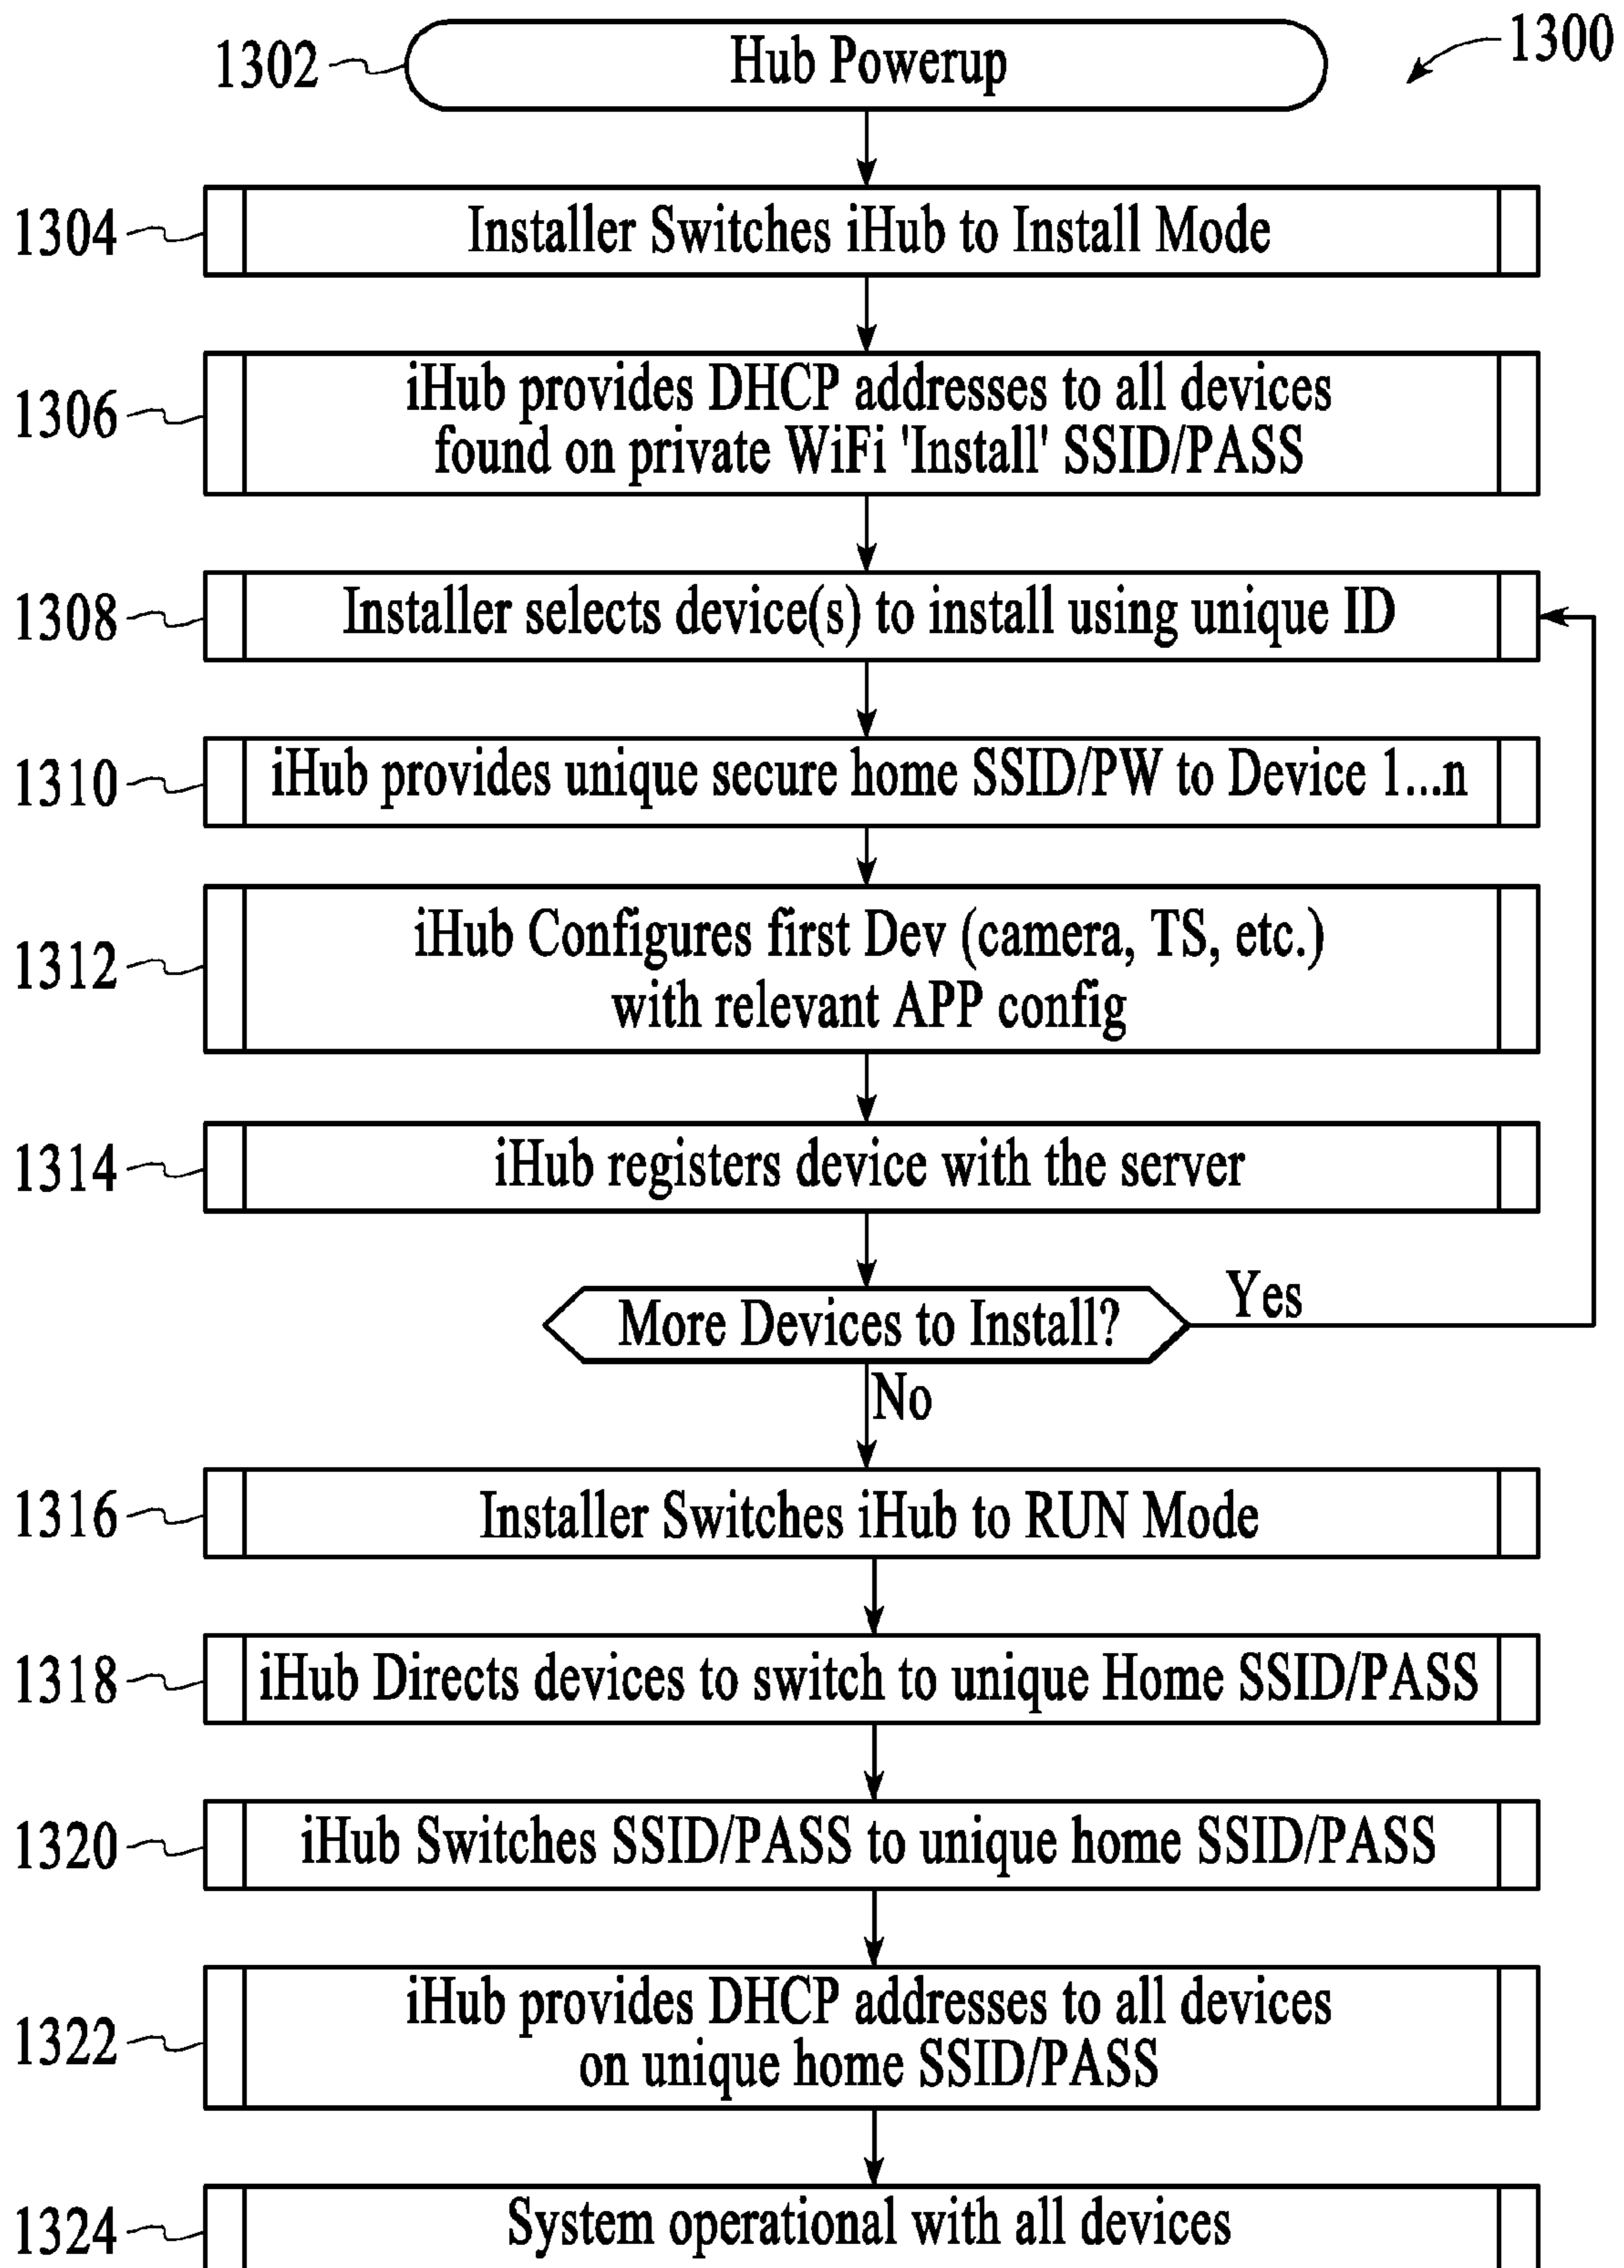 1300
1302 Hub Powerup
1304 Installer Switches iHub to Install Mode
1306 iHub provides DHCP addresses to all devices
found on private WiFi 'Install' SSID/PASS
1308 Installer selects device(s) to install using unique ID
1310 iHub provides unique secure home SSID/PW to Device 1...n
1312 iHub Configures first Dev (camera, TS, etc.)
with relevant APP config
1314 iHub registers device with the server
More Devices to Install?
Yes
No
1316 Installer Switches iHub to RUN Mode
1318 iHub Directs devices to switch to unique Home SSID/PASS
1320 iHub Switches SSID/PASS to unique home SSID/PASS
1322 iHub provides DHCP addresses to all devices
on unique home SSID/PASS
1324 System operational with all devices